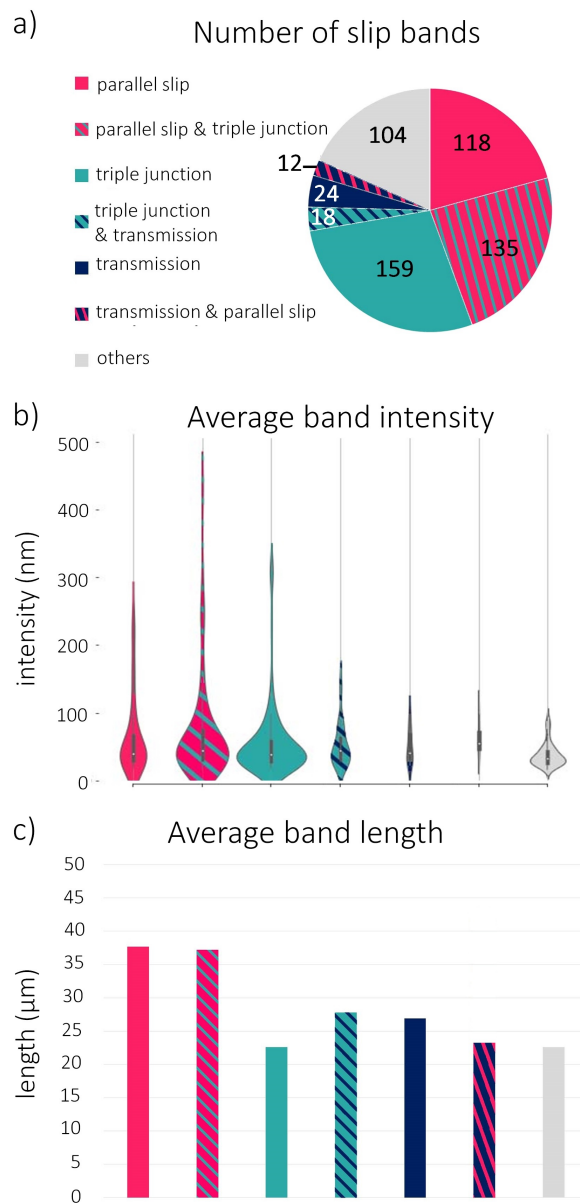 a)
Number of slip bands
parallel slip
parallel slip & triple junction
triple junction
triple junction
& transmission
transmission
transmission & parallel slip
others
104
118
12
24
18
135
159
b)
Average band intensity
intensity (nm)
500
400
300
200
100
0
c)
Average band length
length (µm)
50
45
40
35
30
25
20
15
10
5
0